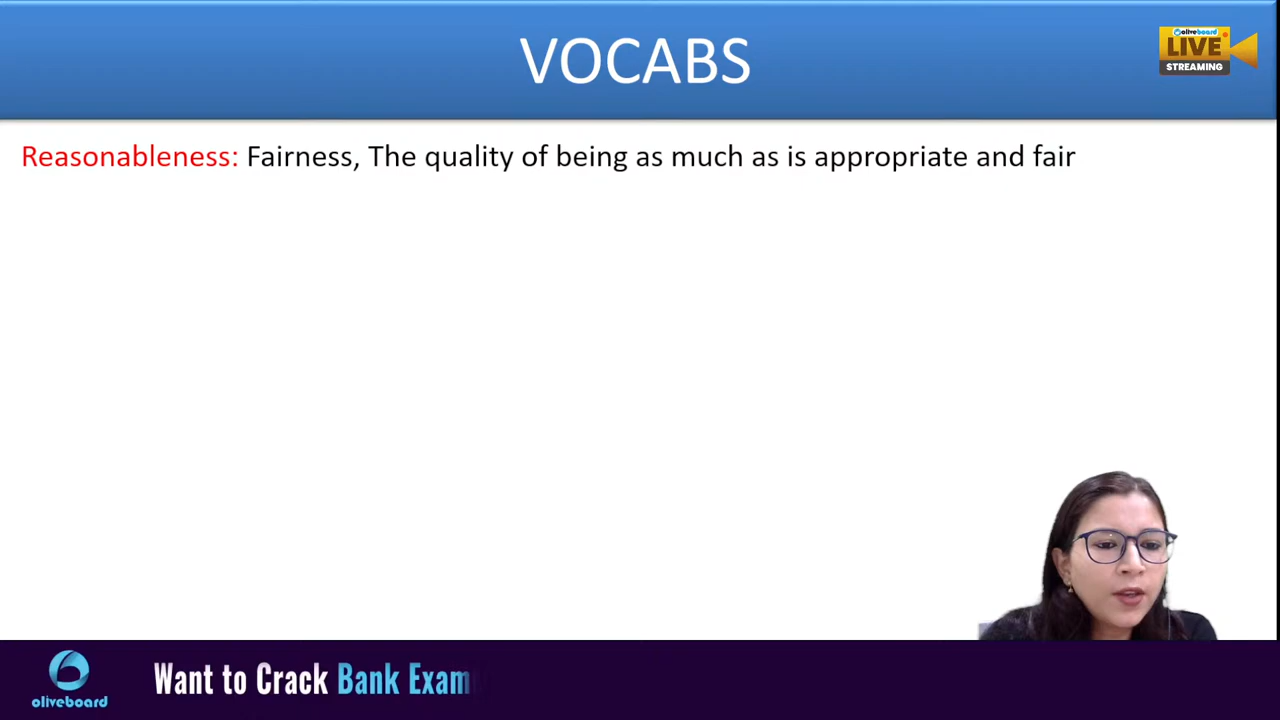 VOCABS
oliveboard
LIVE
STREAMING
Reasonableness: Fairness, The quality of being as much as is appropriate and fair
Want to Crack Bank Exam
oliveboard